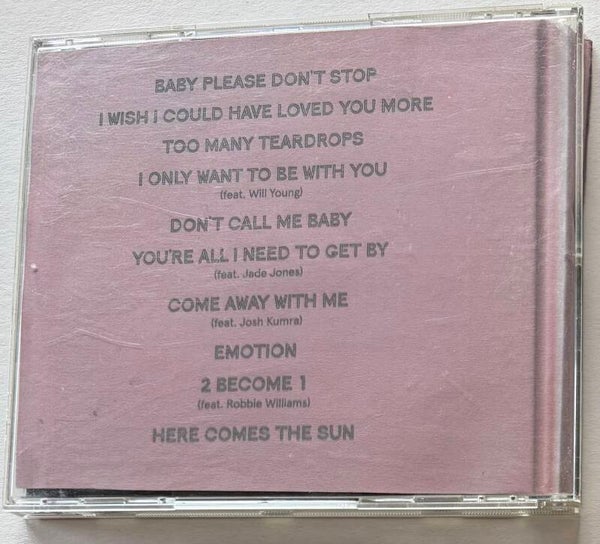 BABY PLEASE DON'T STOP
I WISH I COULD HAVE LOVED YOU MORE
TOO MANY TEARDROPS
I ONLY WANT TO BE WITH YOU
(feat. Will Young)
DON'T CALL ME BABY
YOU'RE ALL I NEED TO GET BY
(feat. Jade Jones)
COME AWAY WITH ME
(feat. Josh Kumra)
EMOTION
2 BECOME 1
(feat. Robbie Williams)
HERE COMES THE SUN